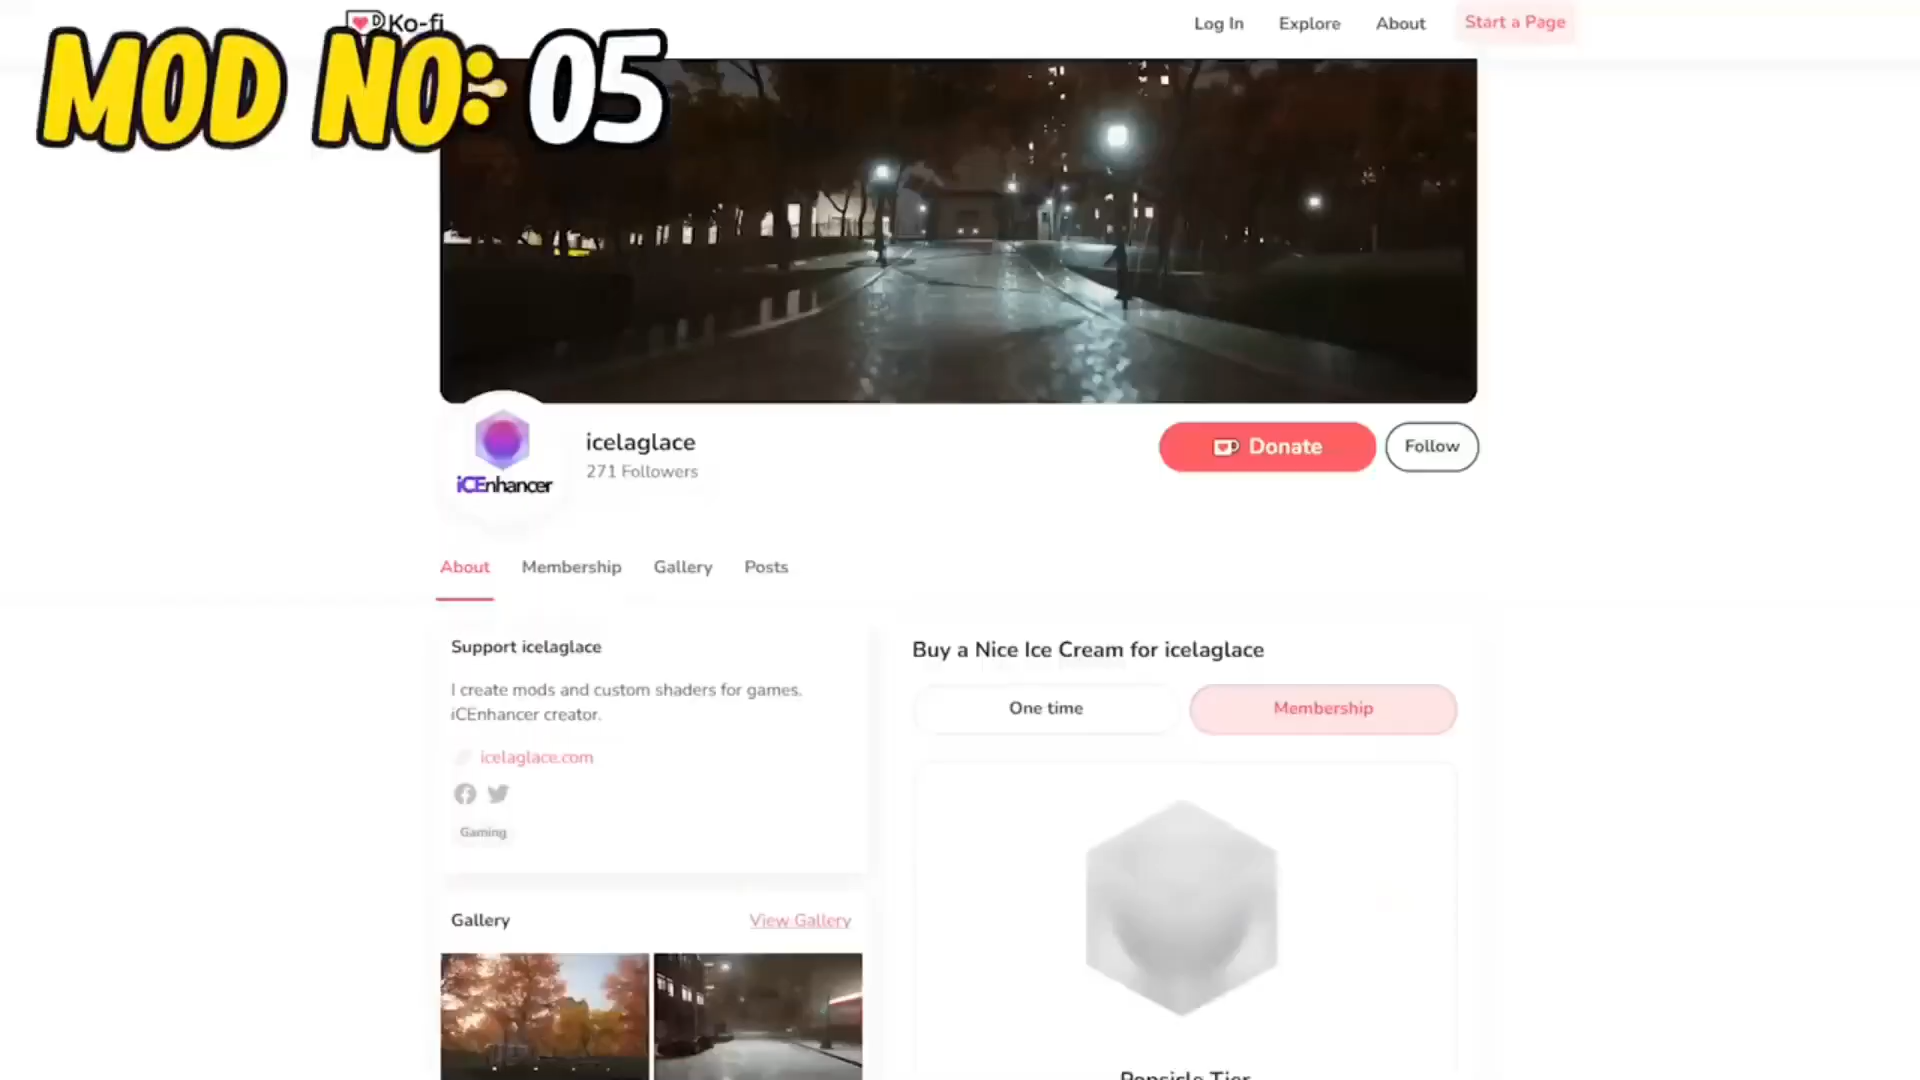 Ko-fi
Log In
Explore
About
Start a Page
MOD NO: 05
icelaglace
271 Followers
iCEnhancer
Donate
Follow
About
Membership
Gallery
Posts
Support icelaglace
I create mods and custom shaders for games.
iCEnhancer creator.
icelaglace.com
Gaming
Gallery
View Gallery
Buy a Nice Ice Cream for icelaglace
One time
Membership
Popsicle Tier